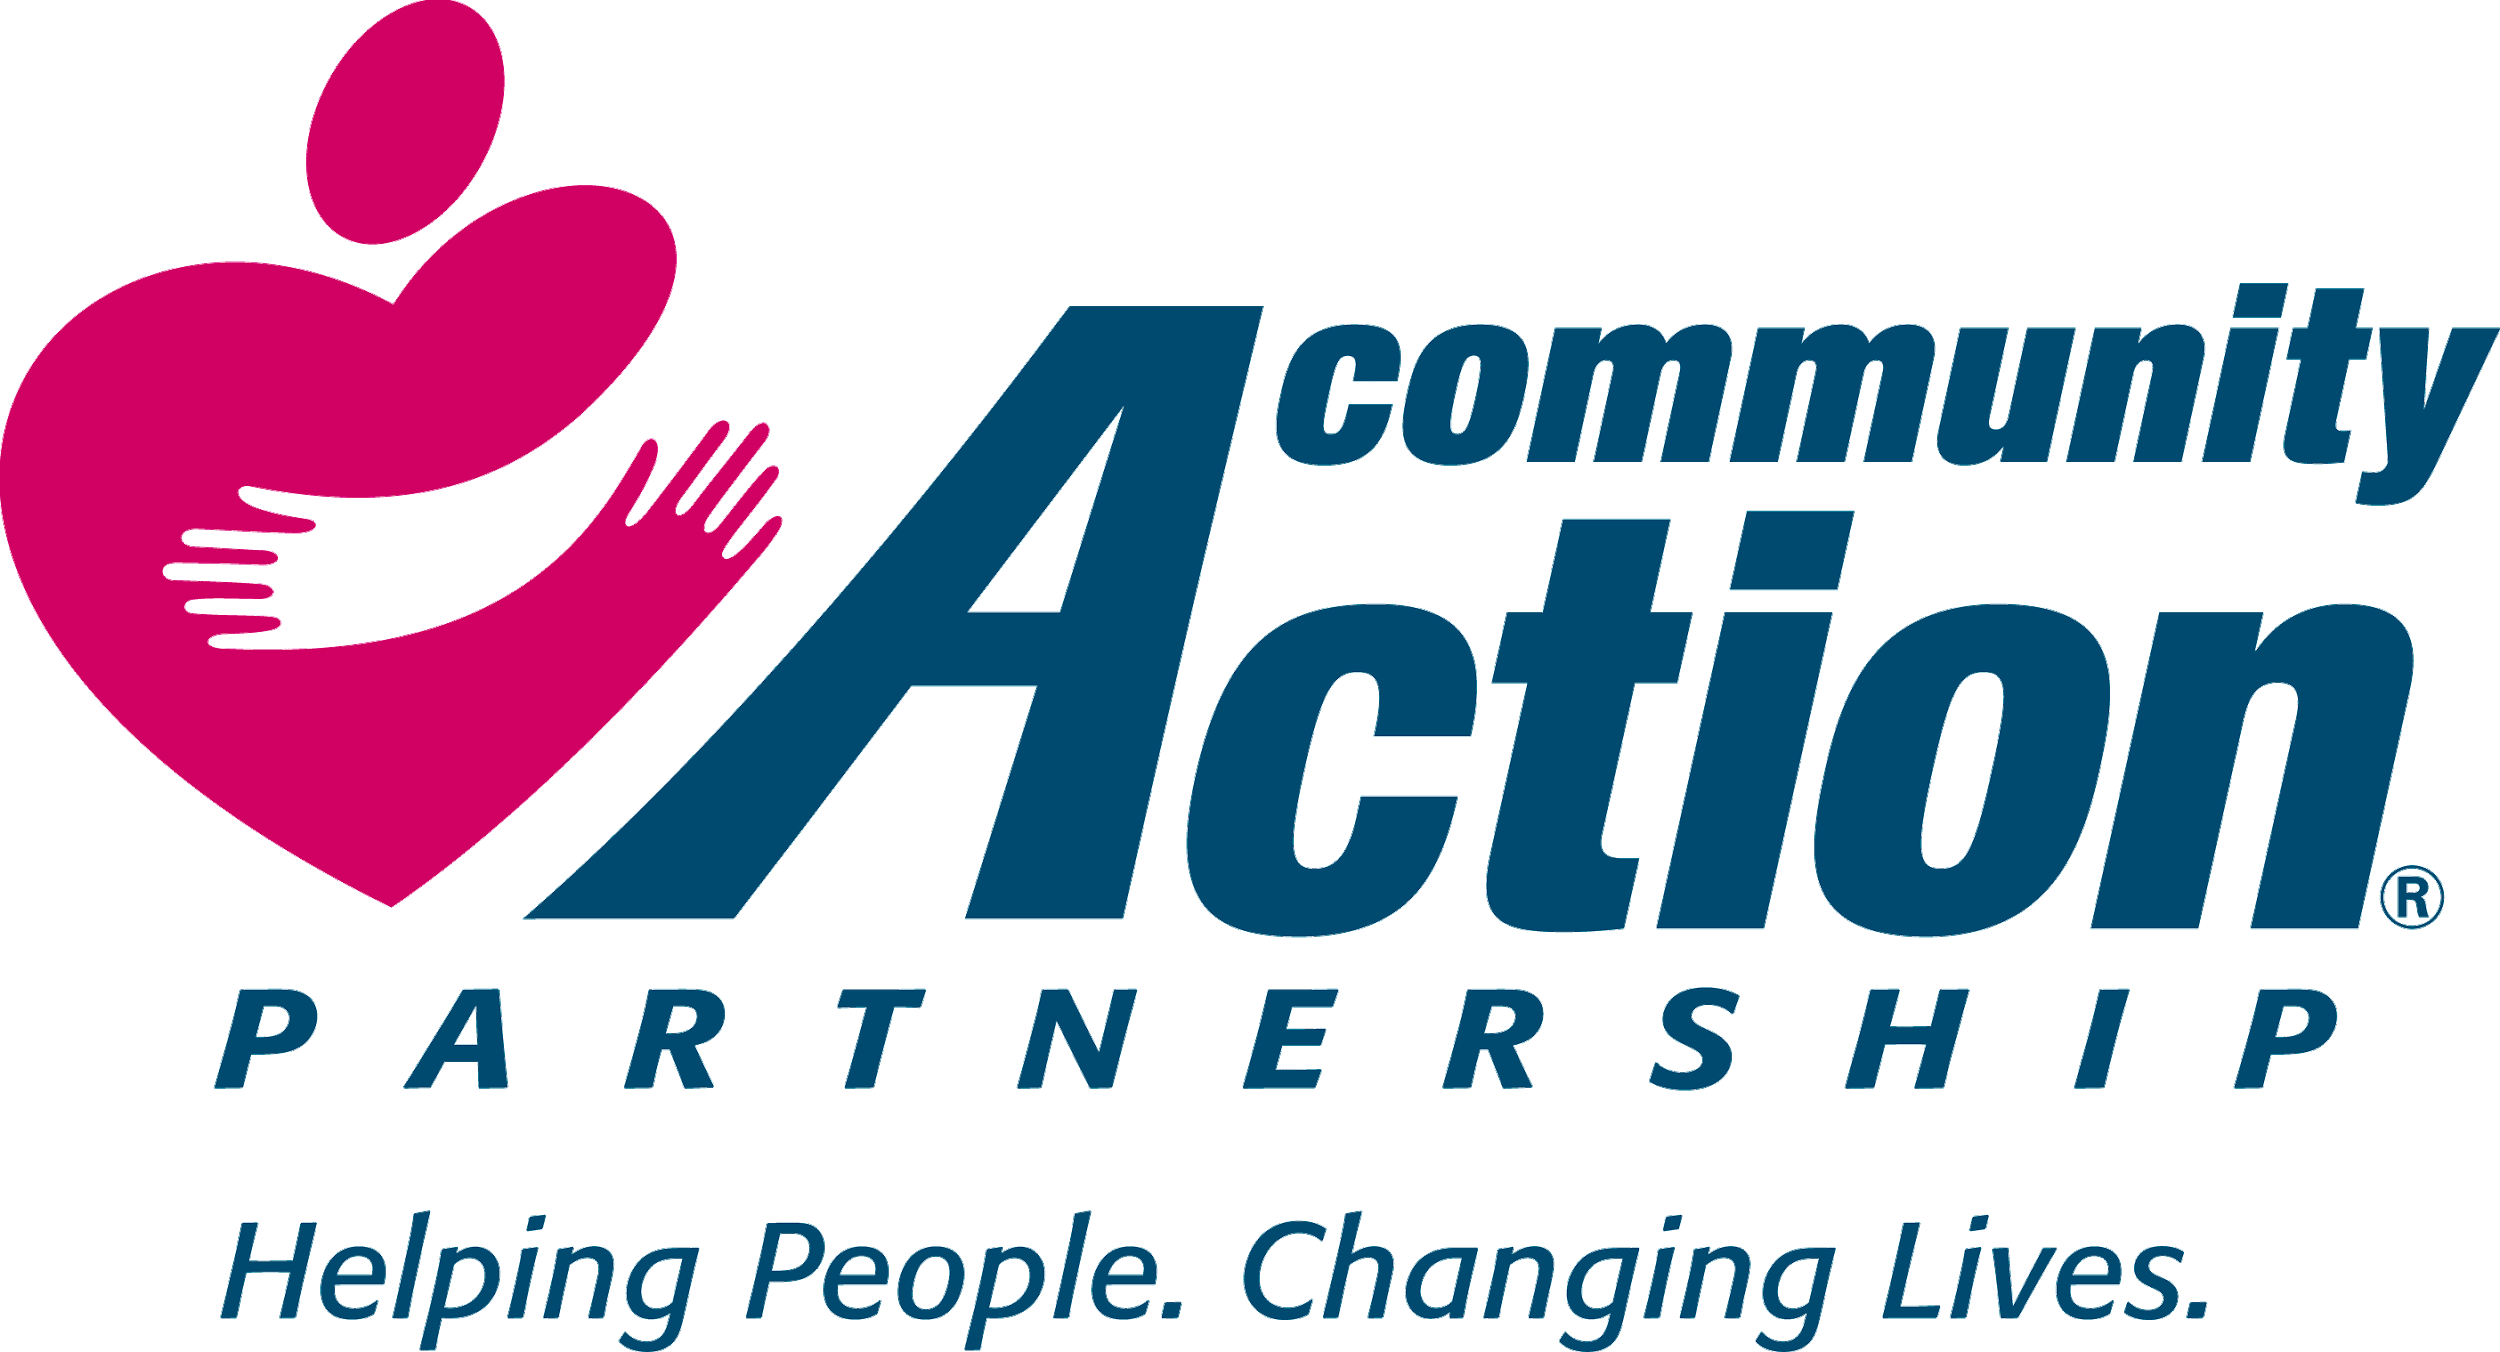 community
Action®
PARTNERSHIP
Helping People. Changing Lives.